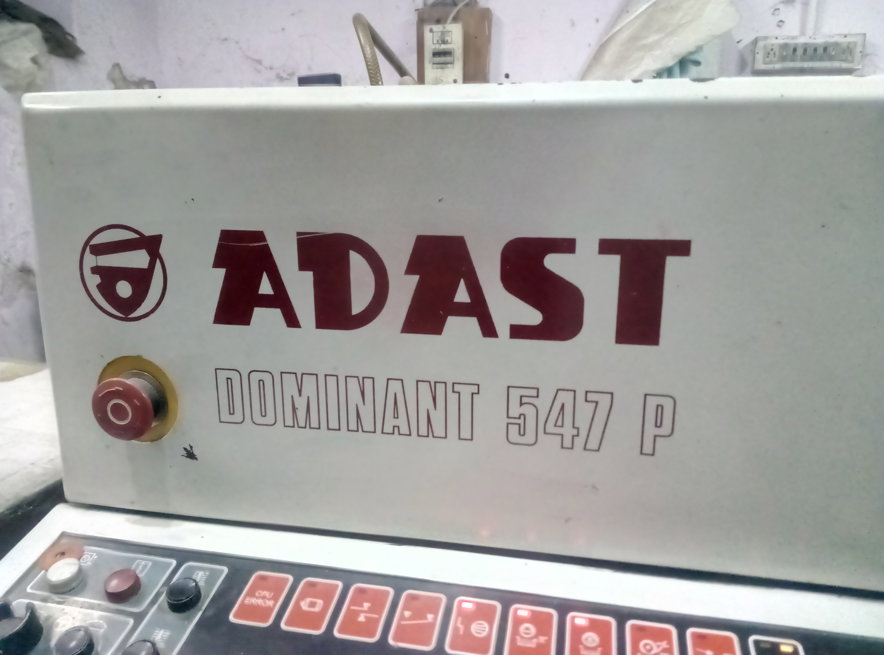 ADAST
DOMINANT 547 P
CPU
ERROR